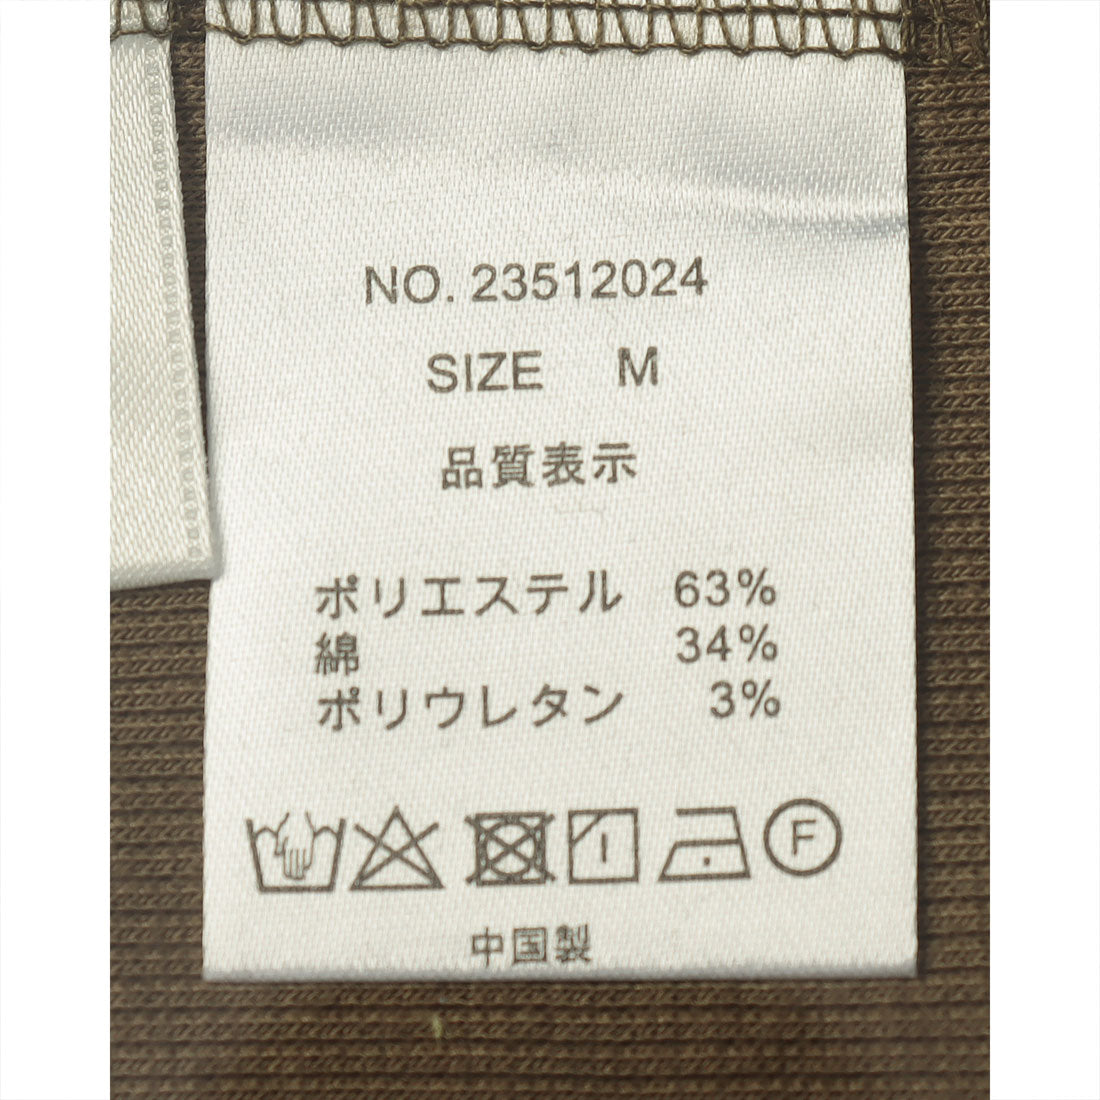 NO. 23512024
SIZE M
品質表示
ポリエステル 63%
綿 34%
ポリウレタン 3%
F
中国製